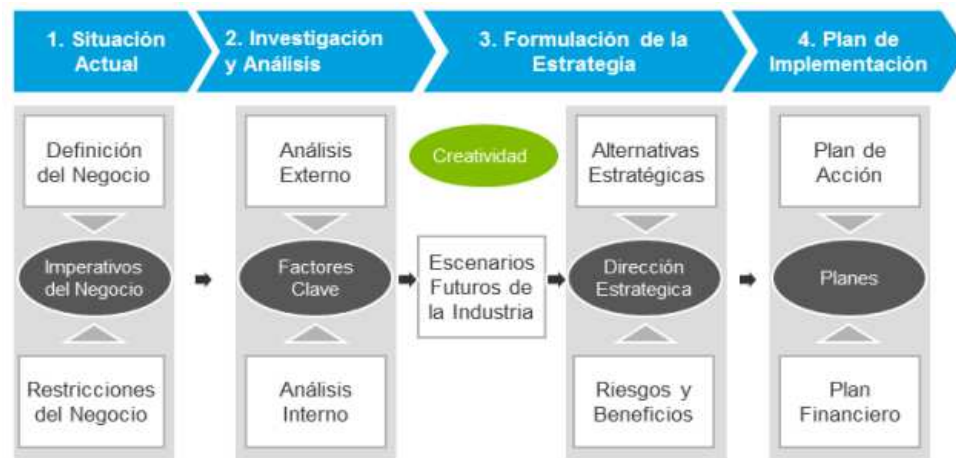 1. Situación
Actual
2. Investigación
y Análisis
3. Formulación de la
Estrategia
4. Plan de
Implementación
Definición
del Negocio
Imperativos
del Negocio
Restricciones
del Negocio
Análisis
Externo
Factores
Clave
Análisis
Interno
Creatividad
Escenarios
Futuros de
la Industria
Alternativas
Estratégicas
Dirección
Estrategica
Riesgos y
Beneficios
Plan de
Acción
Planes
Plan
Financiero